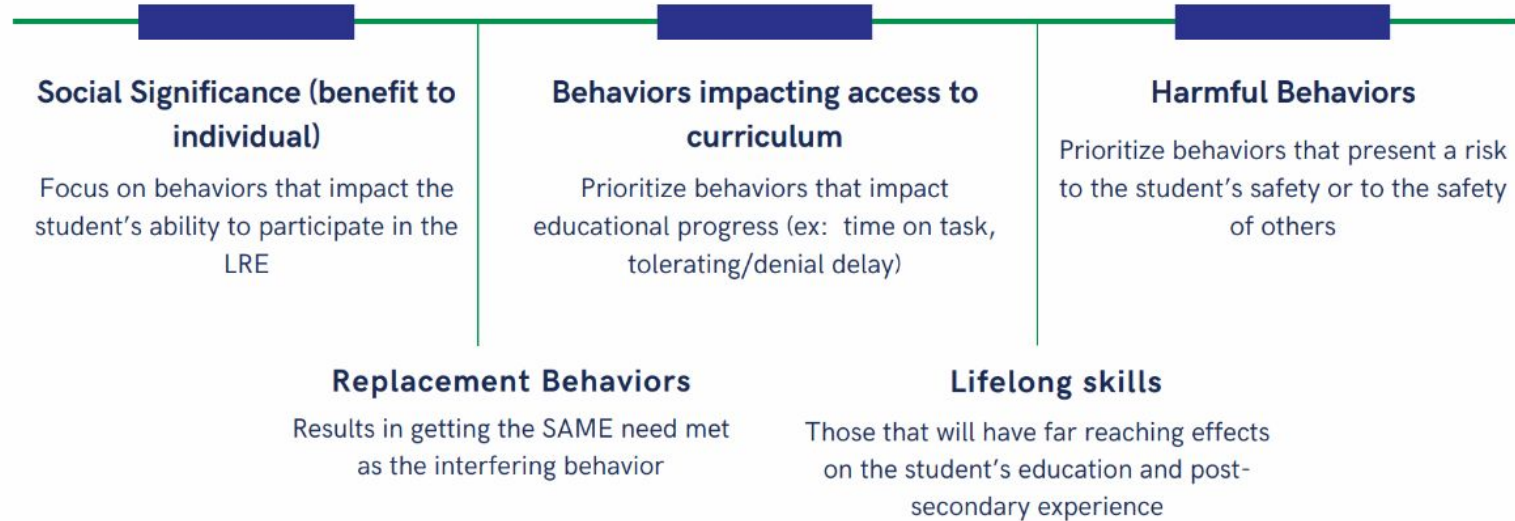 Social Significance (benefit to
individual)
Focus on behaviors that impact the
student's ability to participate in the
LRE
Behaviors impacting access to
curriculum
Prioritize behaviors that impact
educational progress (ex:  time on task,
tolerating/denial delay)
Harmful Behaviors
Prioritize behaviors that present a risk
to the student's safety or to the safety
of others
Replacement Behaviors
Results in getting the SAME need met
as the interfering behavior
Lifelong skills
Those that will have far reaching effects
on the student's education and post-
secondary experience